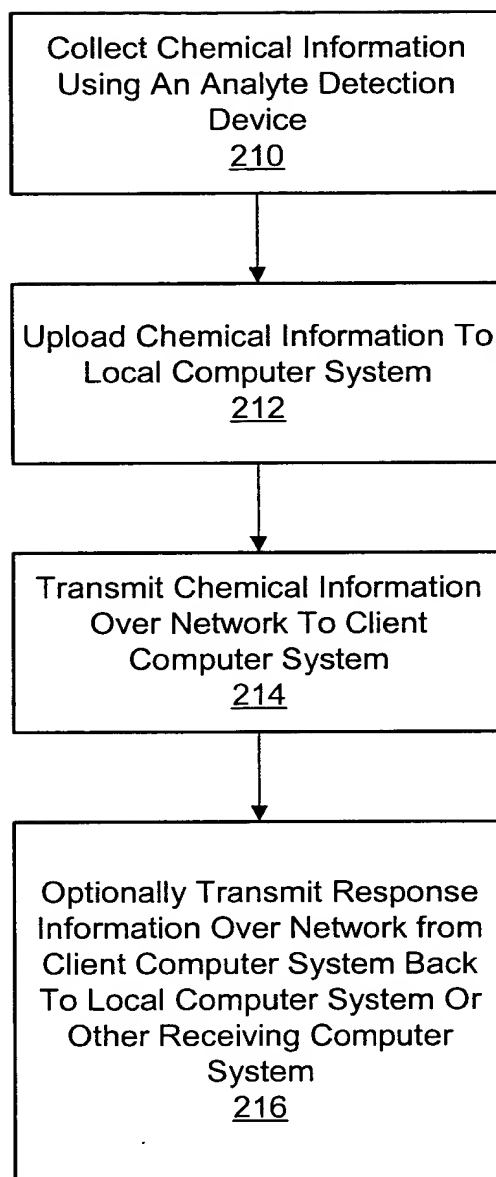 Collect Chemical Information
Using An Analyte Detection
Device
210
Upload Chemical Information To
Local Computer System
212
Transmit Chemical Information
Over Network To Client
Computer System
214
Optionally Transmit Response
Information Over Network from
Client Computer System Back
To Local Computer System Or
Other Receiving Computer
System
216